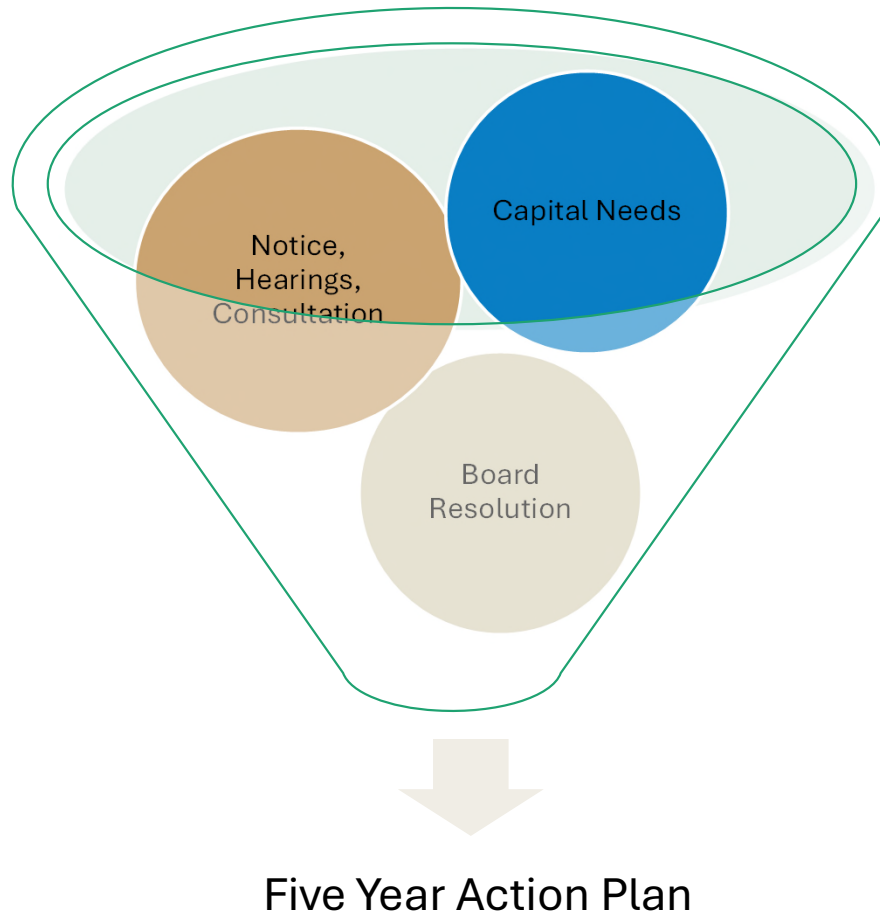 Capital Needs
Notice,
Hearings,
Consultation
Board
Resolution
Five Year Action Plan